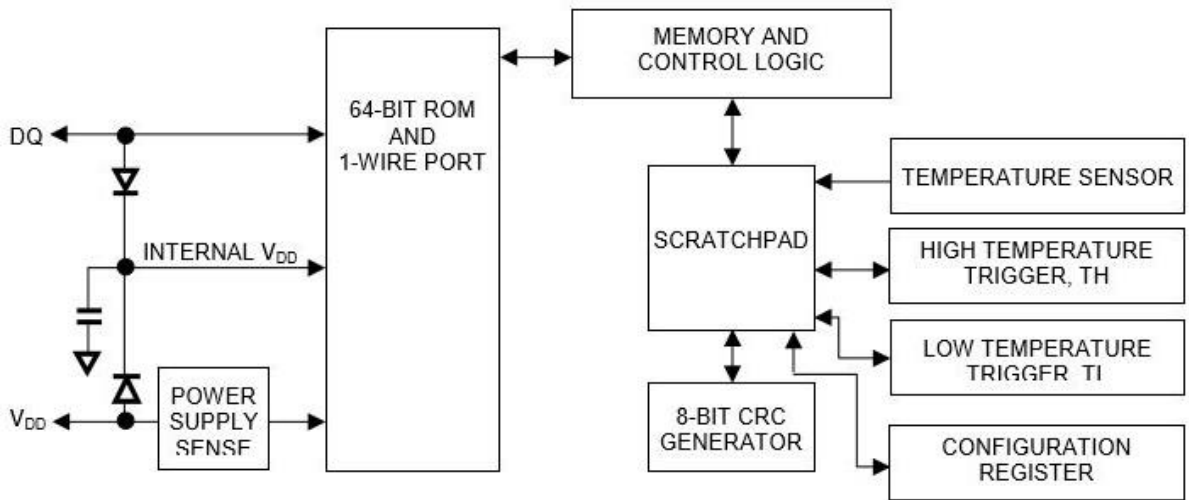 MEMORY AND
CONTROL LOGIC
64-BIT ROM
AND
1-WIRE PORT
DQ
INTERNAL VDD
VDD
POWER
SUPPLY
SENSE
SCRATCHPAD
8-BIT CRC
GENERATOR
TEMPERATURE SENSOR
HIGH TEMPERATURE
TRIGGER, TH
LOW TEMPERATURE
TRIGGER, TL
CONFIGURATION
REGISTER